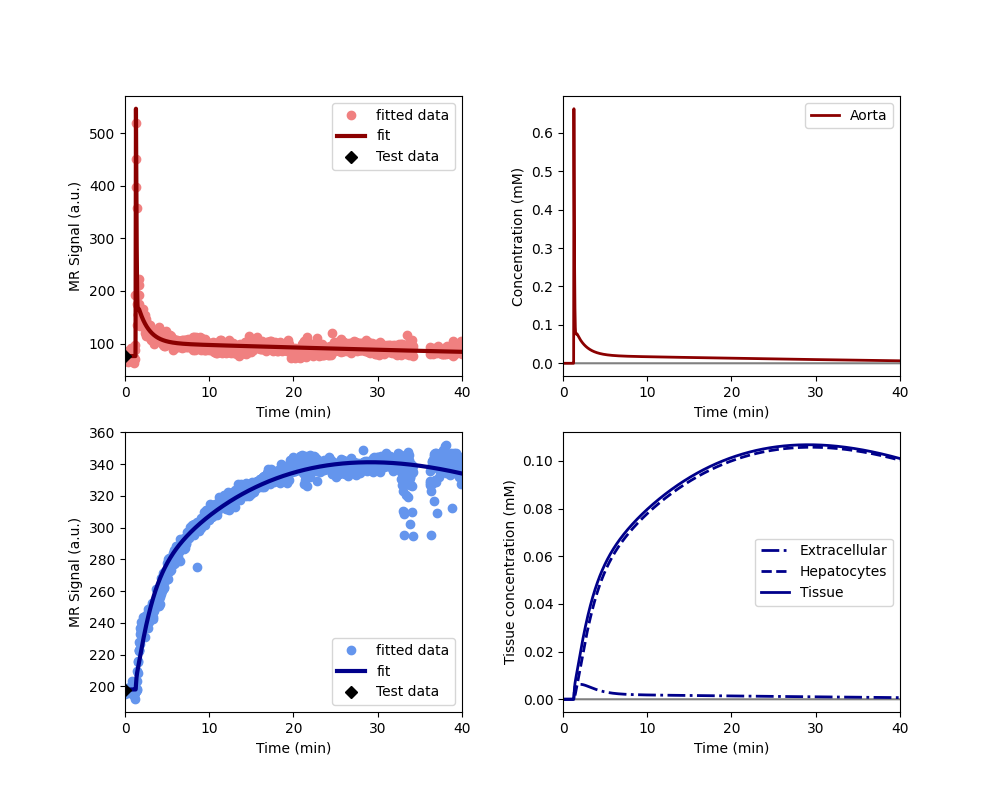 MR Signal (a.u.)
500
400
300
200
100
fitted data
fit
Test data
0 10 20 30 40
Time (min)
Concentration (mM)
0.6
0.5
0.4
0.3
0.2
0.1
0.0
Aorta
0 10 20 30 40
Time (min)
MR Signal (a.u.)
360
340
320
300
280
260
240
220
200
fitted data
fit
Test data
0 10 20 30 40
Time (min)
Tissue concentration (mM)
0.10
0.08
0.06
0.04
0.02
0.00
Extracellular
Hepatocytes
Tissue
0 10 20 30 40
Time (min)